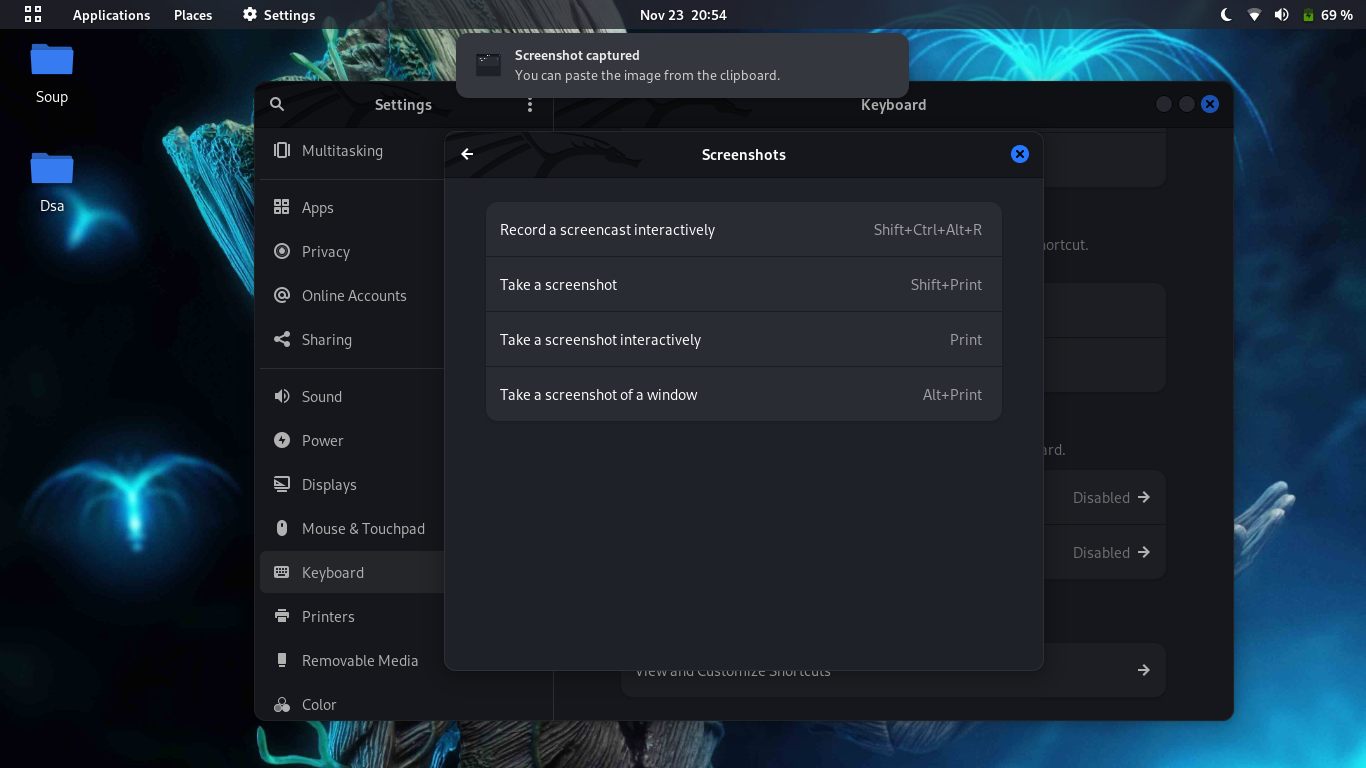 Applications Places Settings Nov 23 20:54 69 %
Screenshot captured
You can paste the image from the clipboard.
Soup
Dsa
Settings Keyboard
Multitasking
Apps
Privacy
Online Accounts
Sharing
Sound
Power
Displays
Mouse & Touchpad
Keyboard
Printers
Removable Media
Color
Screenshots
Record a screencast interactively Shift+Ctrl+Alt+R
Take a screenshot Shift+Print
Take a screenshot interactively Print
Take a screenshot of a window Alt+Print
Disabled
Disabled
View and Customize Shortcuts